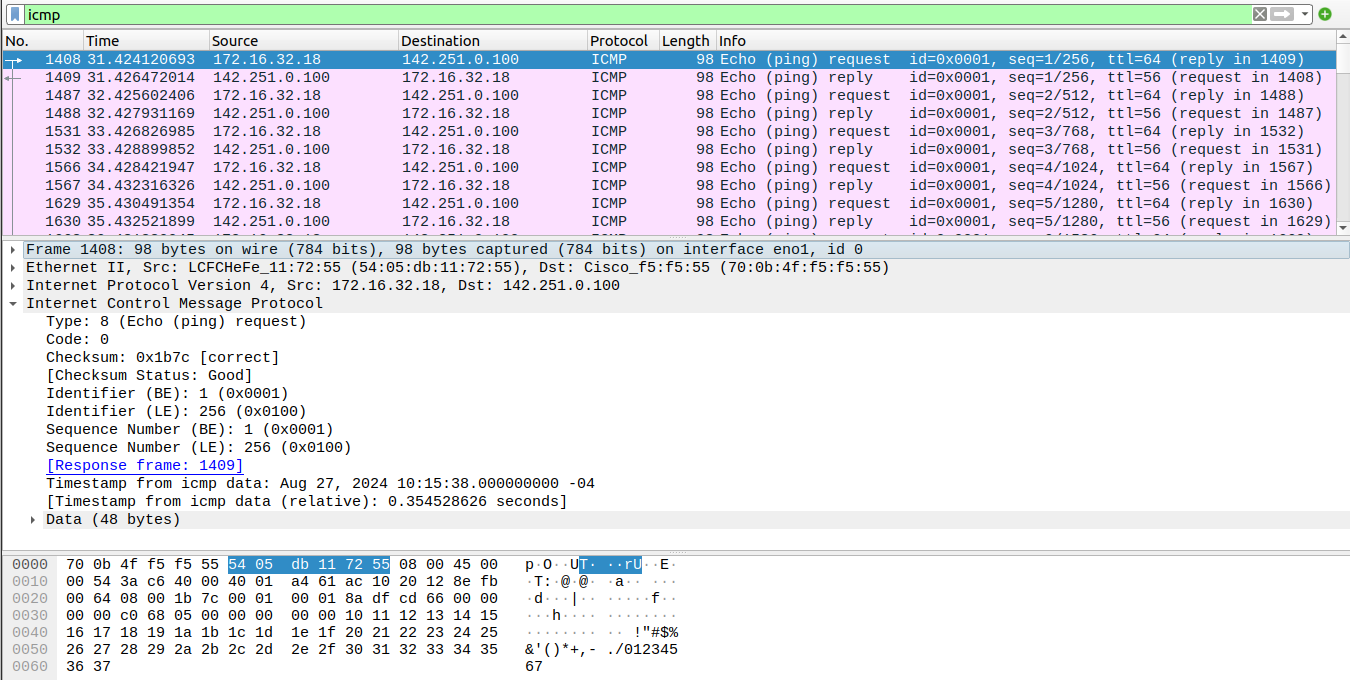 icmp
No. Time Source Destination Protocol Length Info
1408 31.424120693 172.16.32.18 142.251.0.100 ICMP 98 Echo (ping) request id=0x0001, seq=1/256, ttl=64 (reply in 1409)
1409 31.426472014 142.251.0.100 172.16.32.18 ICMP 98 Echo (ping) reply id=0x0001, seq=1/256, ttl=56 (request in 1408)
1487 32.425602406 172.16.32.18 142.251.0.100 ICMP 98 Echo (ping) request id=0x0001, seq=2/512, ttl=64 (reply in 1488)
1488 32.427931169 142.251.0.100 172.16.32.18 ICMP 98 Echo (ping) reply id=0x0001, seq=2/512, ttl=56 (request in 1487)
1531 33.426826985 172.16.32.18 142.251.0.100 ICMP 98 Echo (ping) request id=0x0001, seq=3/768, ttl=64 (reply in 1532)
1532 33.428899852 142.251.0.100 172.16.32.18 ICMP 98 Echo (ping) reply id=0x0001, seq=3/768, ttl=56 (request in 1531)
1566 34.428421947 172.16.32.18 142.251.0.100 ICMP 98 Echo (ping) request id=0x0001, seq=4/1024, ttl=64 (reply in 1567)
1567 34.432316326 142.251.0.100 172.16.32.18 ICMP 98 Echo (ping) reply id=0x0001, seq=4/1024, ttl=56 (request in 1566)
1629 35.430491354 172.16.32.18 142.251.0.100 ICMP 98 Echo (ping) request id=0x0001, seq=5/1280, ttl=64 (reply in 1630)
1630 35.432521899 142.251.0.100 172.16.32.18 ICMP 98 Echo (ping) reply id=0x0001, seq=5/1280, ttl=56 (request in 1629)
Frame 1408: 98 bytes on wire (784 bits), 98 bytes captured (784 bits) on interface eno1, id 0
Ethernet II, Src: LCFCHeFe_11:72:55 (54:05:db:11:72:55), Dst: Cisco_f5:f5:55 (70:0b:4f:f5:f5:55)
Internet Protocol Version 4, Src: 172.16.32.18, Dst: 142.251.0.100
Internet Control Message Protocol
Type: 8 (Echo (ping) request)
Code: 0
Checksum: 0x1b7c [correct]
[Checksum Status: Good]
Identifier (BE): 1 (0x0001)
Identifier (LE): 256 (0x0100)
Sequence Number (BE): 1 (0x0001)
Sequence Number (LE): 256 (0x0100)
[Response frame: 1409]
Timestamp from icmp data: Aug 27, 2024 10:15:38.000000000 -04
[Timestamp from icmp data (relative): 0.354528626 seconds]
Data (48 bytes)
0000 70 0b 4f f5 f5 55 54 05 db 11 72 55 08 00 45 00 p·O··UT· ··rU··E·
0010 00 54 3a c6 40 00 40 01 a4 61 ac 10 20 12 8e fb ·T:·@·@· ·a·· ···
0020 00 64 08 00 1b 7c 00 01 00 01 8a df cd 66 00 00 ·d···|·· ·····f··
0030 00 00 c0 68 05 00 00 00 00 00 10 11 12 13 14 15 ···h···· ········
0040 16 17 18 19 1a 1b 1c 1d 1e 1f 20 21 22 23 24 25 ········ ·· !"#$%
0050 26 27 28 29 2a 2b 2c 2d 2e 2f 30 31 32 33 34 35 &'()*+,- ./012345
0060 36 37 67